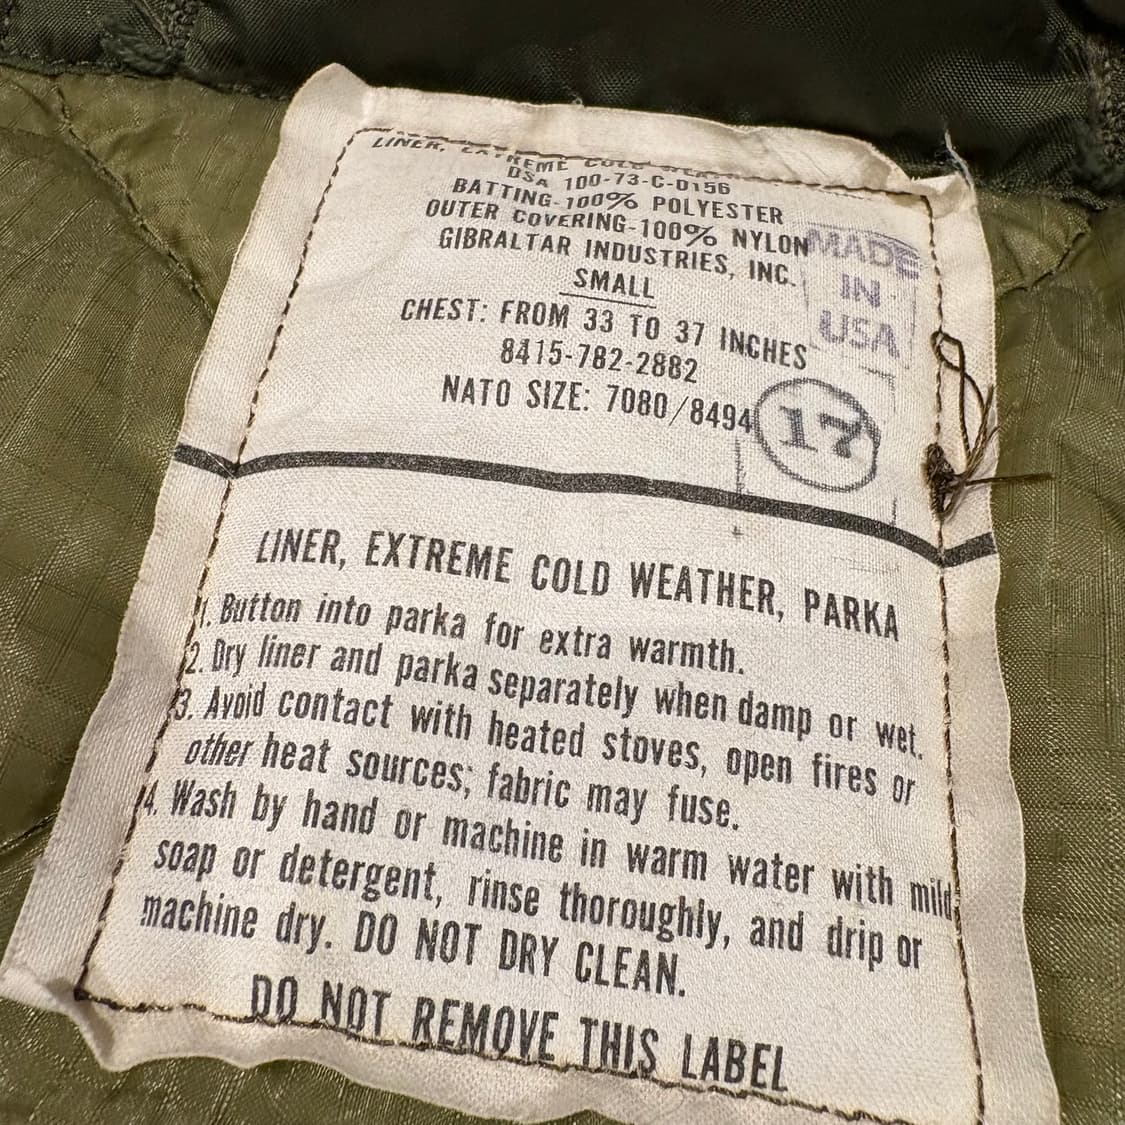 LINER, EXTREME COLD WEATHER
DSA 100-73-C-0156
BATTING-100% POLYESTER
OUTER COVERING-100% NYLON
GIBRALTAR INDUSTRIES, INC.
SMALL
CHEST: FROM 33 TO 37 INCHES
8415-782-2882
NATO SIZE: 7080/8494
MADE
IN
USA
17
LINER, EXTREME COLD WEATHER, PARKA
1. Button into parka for extra warmth.
2. Dry liner and parka separately when damp or wet.
3. Avoid contact with heated stoves, open fires or
other heat sources; fabric may fuse.
4. Wash by hand or machine in warm water with mild
soap or detergent, rinse thoroughly, and drip or
machine dry. DO NOT DRY CLEAN.
DO NOT REMOVE THIS LABEL